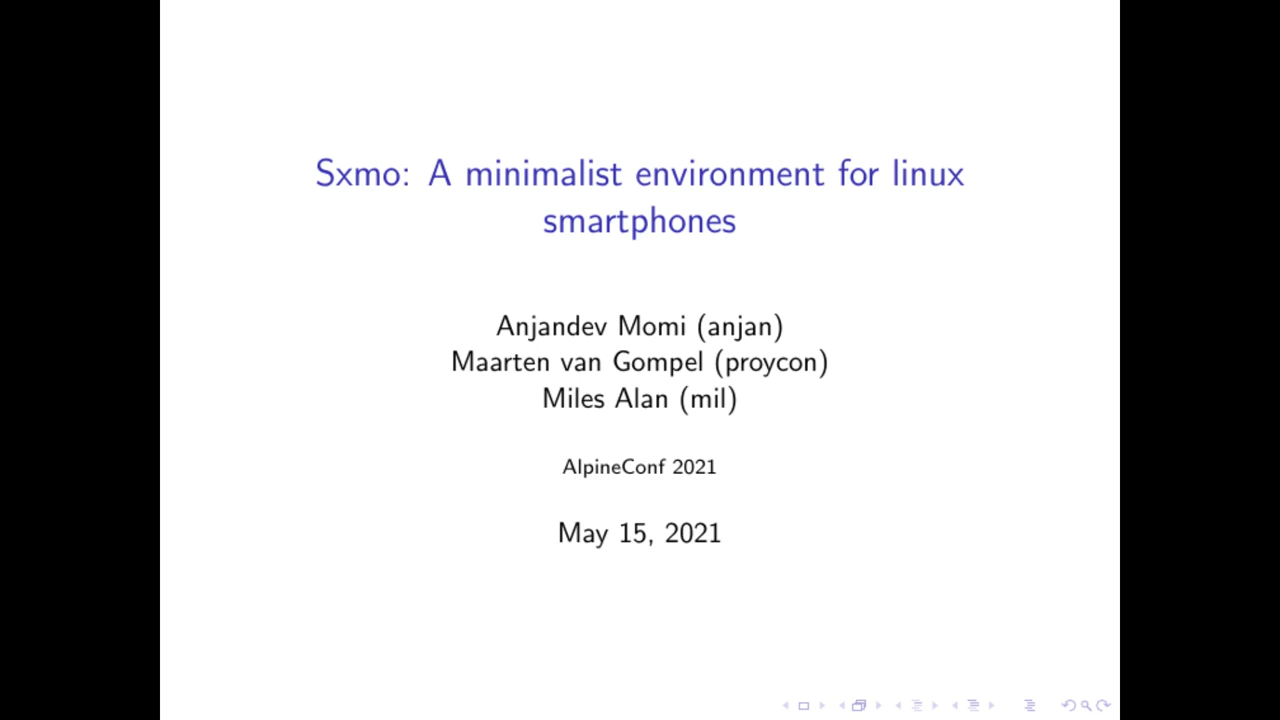 Sxmo: A minimalist environment for linux
smartphones
Anjandev Momi (anjan)
Maarten van Gompel (proycon)
Miles Alan (mil)
AlpineConf 2021
May 15, 2021